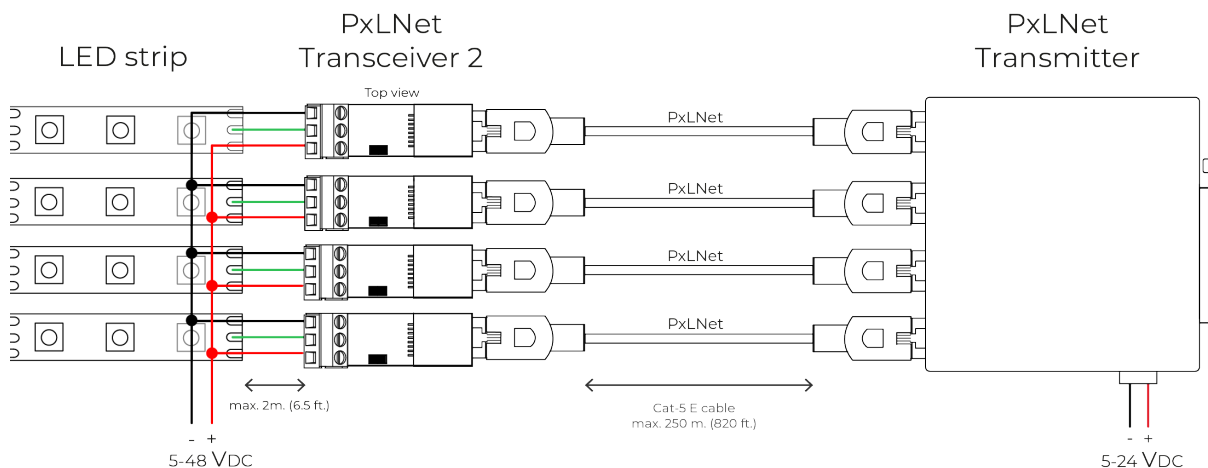 LED strip
PxLNet
Transceiver 2
PxLNet
Transmitter
Top view
PxLNet
PxLNet
PxLNet
PxLNet
max. 2m. (6.5 ft.)
Cat-5 E cable
max. 250 m. (820 ft.)
- +
5-48 VDC
- +
5-24 VDC